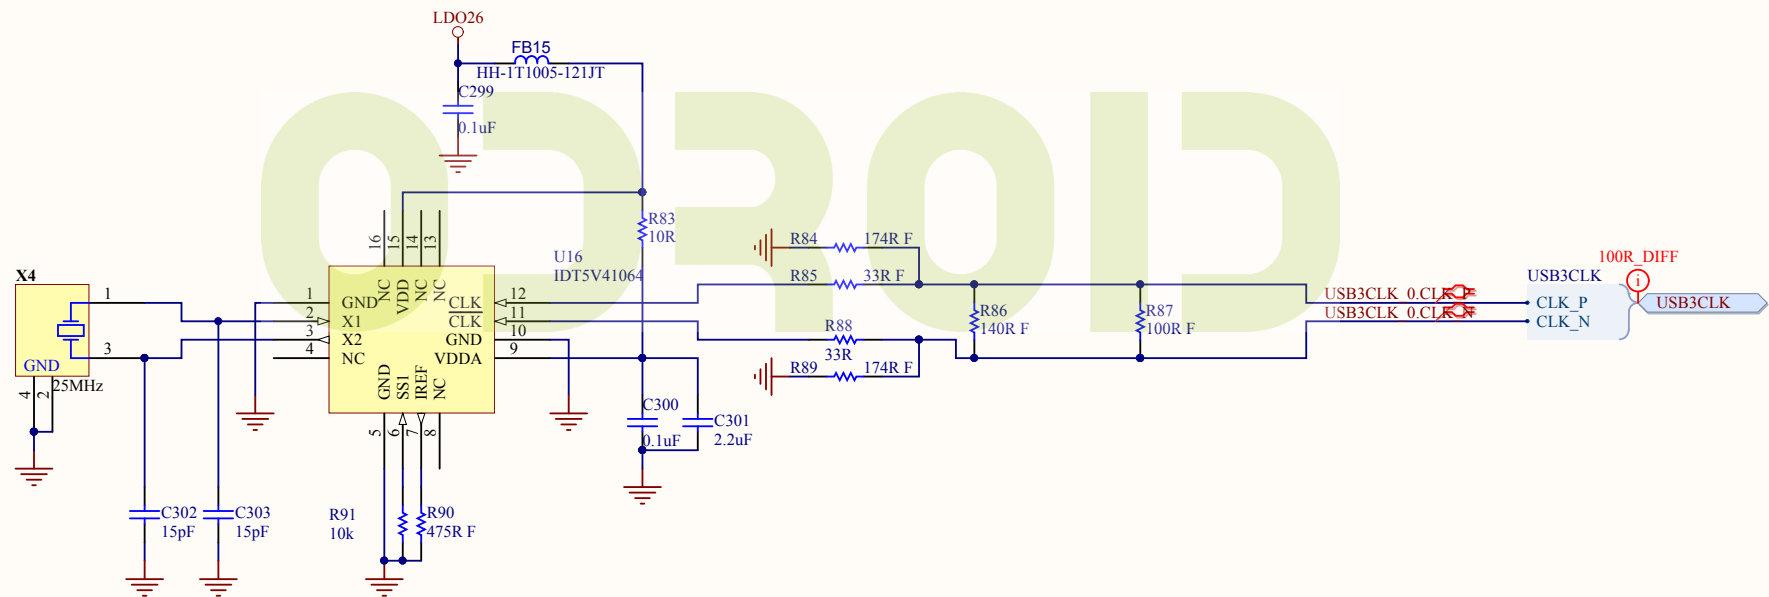 LDO26
FB15
HH-1T1005-121JT
C299
0.1uF
ODROID
R83
10R
U16
IDT5V41064
16
15
14
13
NC
VDD
NC
NC
X4
1
3
GND
25MHz
4
2
1
2
3
4
GND
X1
X2
NC
CLK
CLK
GND
VDDA
12
11
10
9
GND
SS1
IREF
NC
5
6
7
8
R84
174R F
R85
33R F
R86
140R F
R87
100R F
R88
33R
R89
174R F
C300
0.1uF
C301
2.2uF
C302
15pF
C303
15pF
R91
10k
R90
475R F
USB3CLK_0.CLK_P
USB3CLK_0.CLK_N
USB3CLK
CLK_P
CLK_N
100R_DIFF
i
USB3CLK